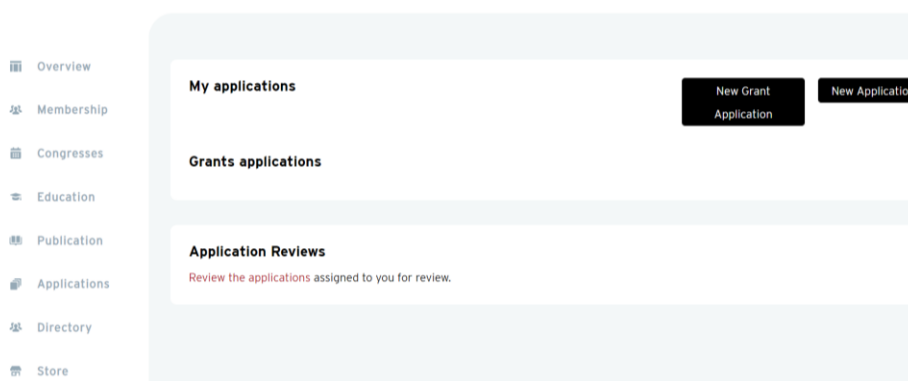 Overview
Membership
Congresses
Education
Publication
Applications
Directory
Store
My applications
New Grant
Application
New
Grants applications
Application Reviews
Review the applications assigned to you for review.